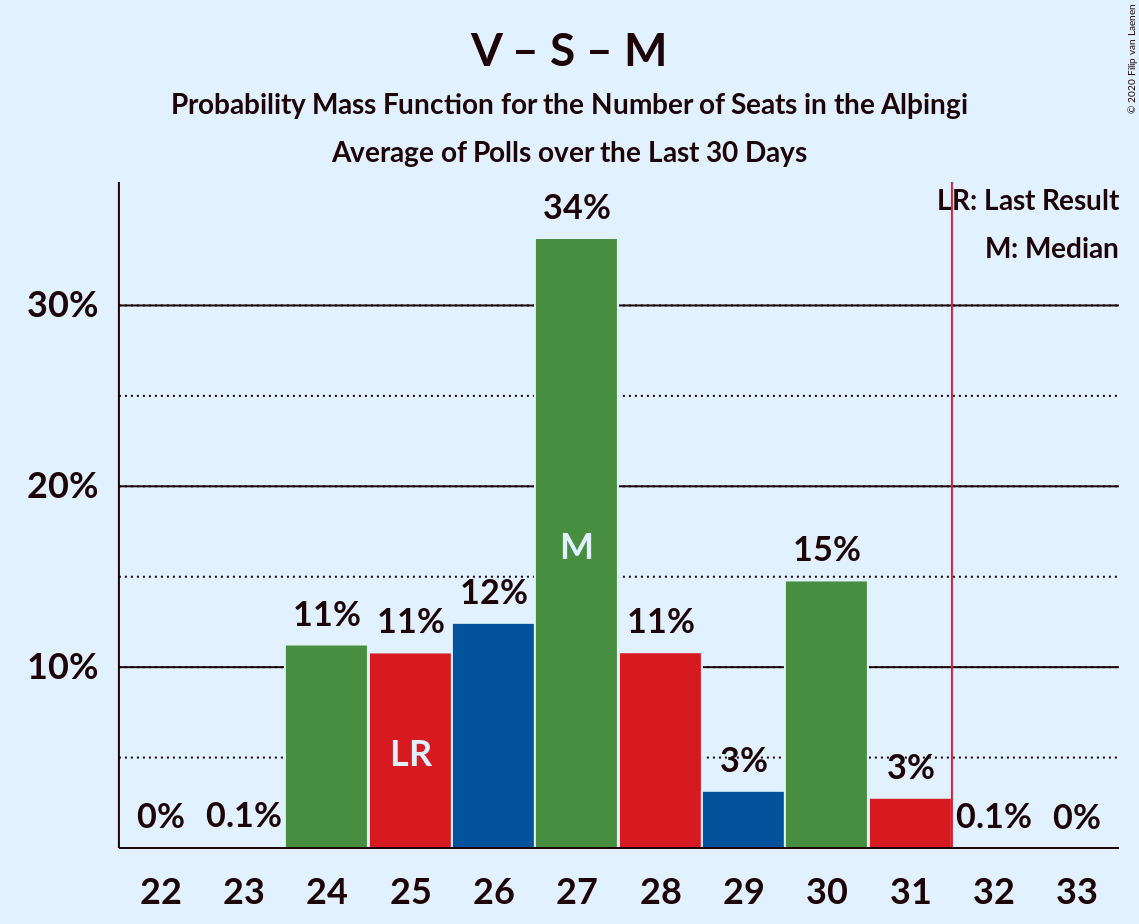 V – S – M
Probability Mass Function for the Number of Seats in the Alþingi
Average of Polls over the Last 30 Days
© 2020 Filip van Laenen
LR: Last Result
M: Median
30%
20%
10%
0%
0.1%
11%
11%
12%
34%
11%
3%
15%
3%
0.1%
0%
LR
M
22 23 24 25 26 27 28 29 30 31 32 33